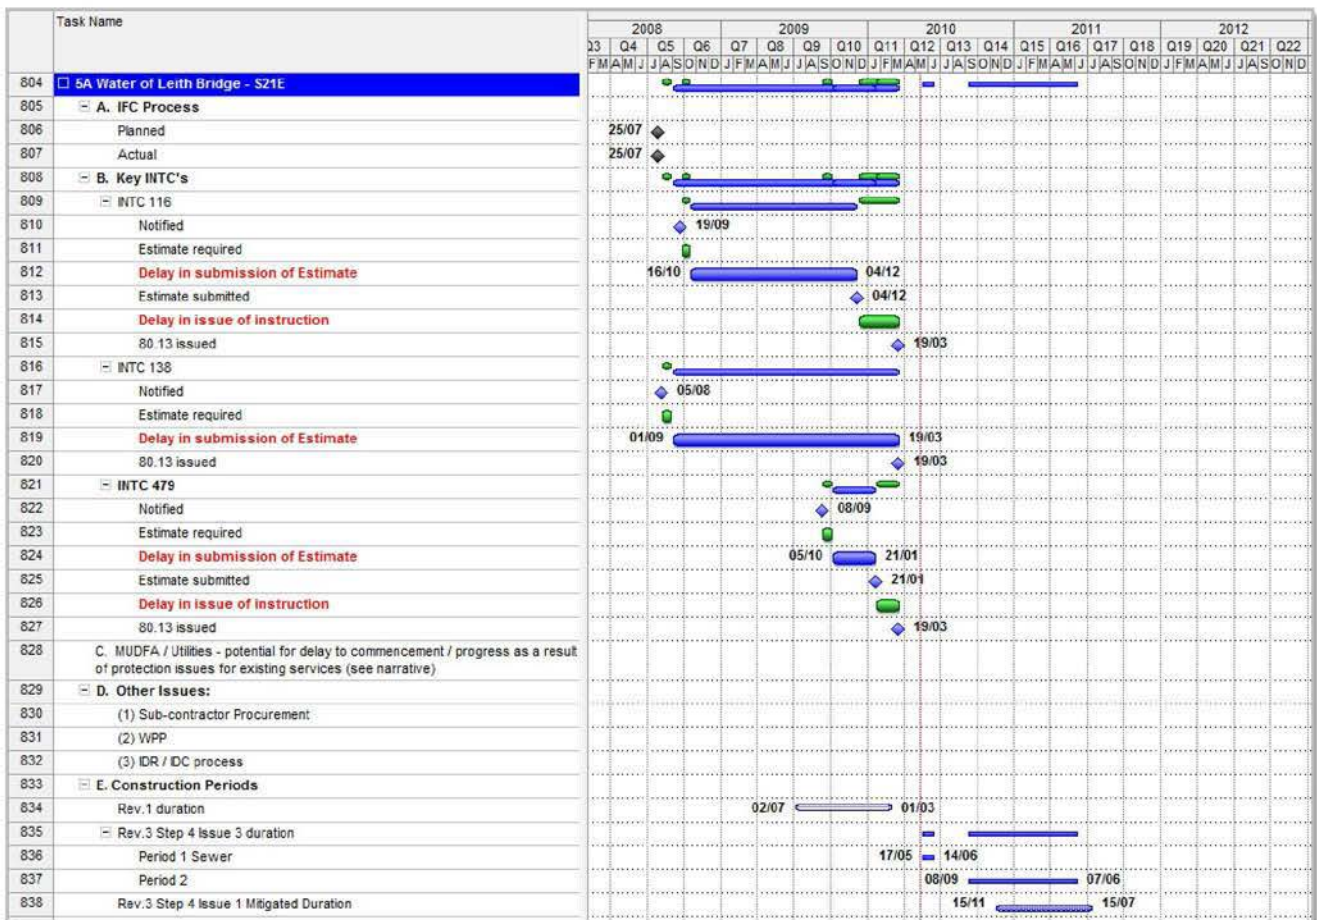 Task Name
2008 2009 2010 2011 2012
Q3 Q4 Q5 Q6 Q7 Q8 Q9 Q10 Q11 Q12 Q13 Q14 Q15 Q16 Q17 Q18 Q19 Q20 Q21 Q22
F M A M J J A S O N D J F M A M J J A S O N D J F M A M J J A S O N D J F M A M J J A S O N D J F M A M J J A S O N D
804 5A Water of Leith Bridge - S21E
805 A. IFC Process
806 Planned 25/07
807 Actual 25/07
808 B. Key INTC's
809 INTC 116
810 Notified 19/09
811 Estimate required
812 Delay in submission of Estimate 16/10 04/12
813 Estimate submitted 04/12
814 Delay in issue of instruction
815 80.13 issued 19/03
816 INTC 138
817 Notified 05/08
818 Estimate required
819 Delay in submission of Estimate 01/09 19/03
820 80.13 issued 19/03
821 INTC 479
822 Notified 08/09
823 Estimate required
824 Delay in submission of Estimate 05/10 21/01
825 Estimate submitted 21/01
826 Delay in issue of instruction
827 80.13 issued 19/03
828 C. MUDFA / Utilities - potential for delay to commencement / progress as a result
of protection issues for existing services (see narrative)
829 D. Other Issues:
830 (1) Sub-contractor Procurement
831 (2) WPP
832 (3) IDR / IDC process
833 E. Construction Periods
834 Rev.1 duration 02/07 01/03
835 Rev.3 Step 4 Issue 3 duration
836 Period 1 Sewer 17/05 14/06
837 Period 2 08/09 07/06
838 Rev.3 Step 4 Issue 1 Mitigated Duration 15/11 15/07